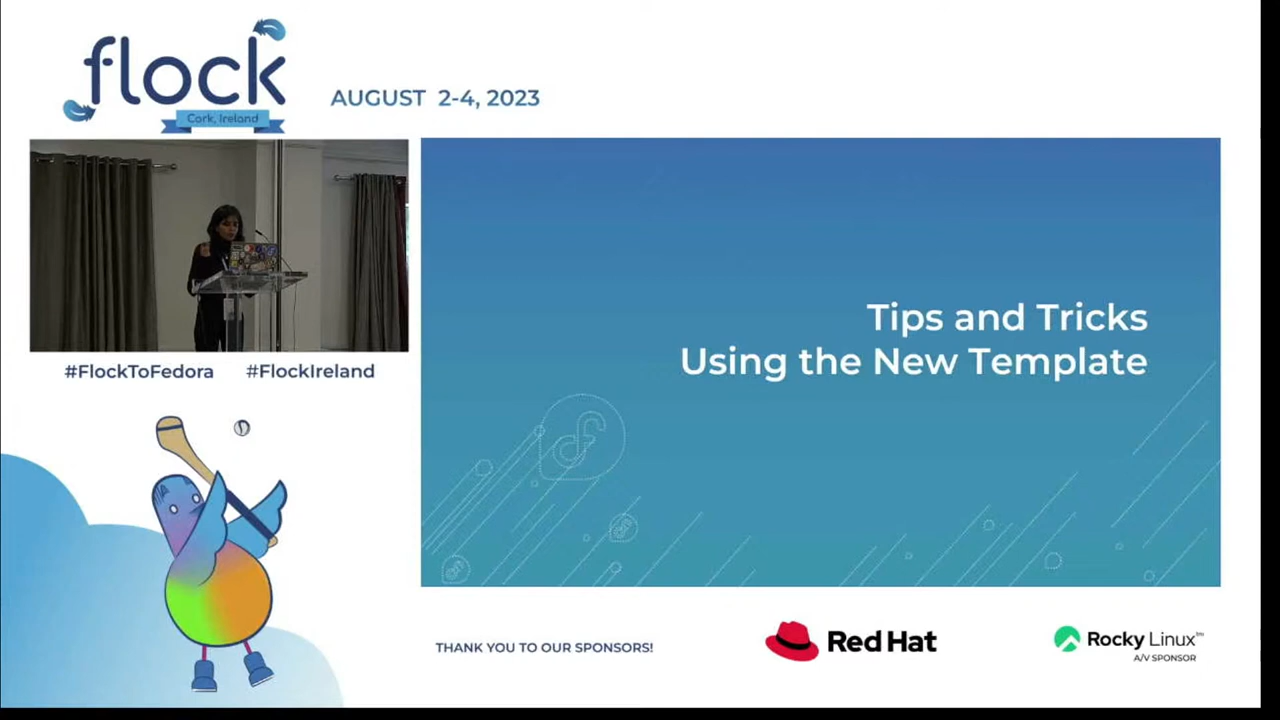 flock
Cork, Ireland
AUGUST 2-4, 2023
Tips and Tricks
Using the New Template
#FlockToFedora #FlockIreland
THANK YOU TO OUR SPONSORS!
Red Hat
Rocky Linux™
A/V SPONSOR